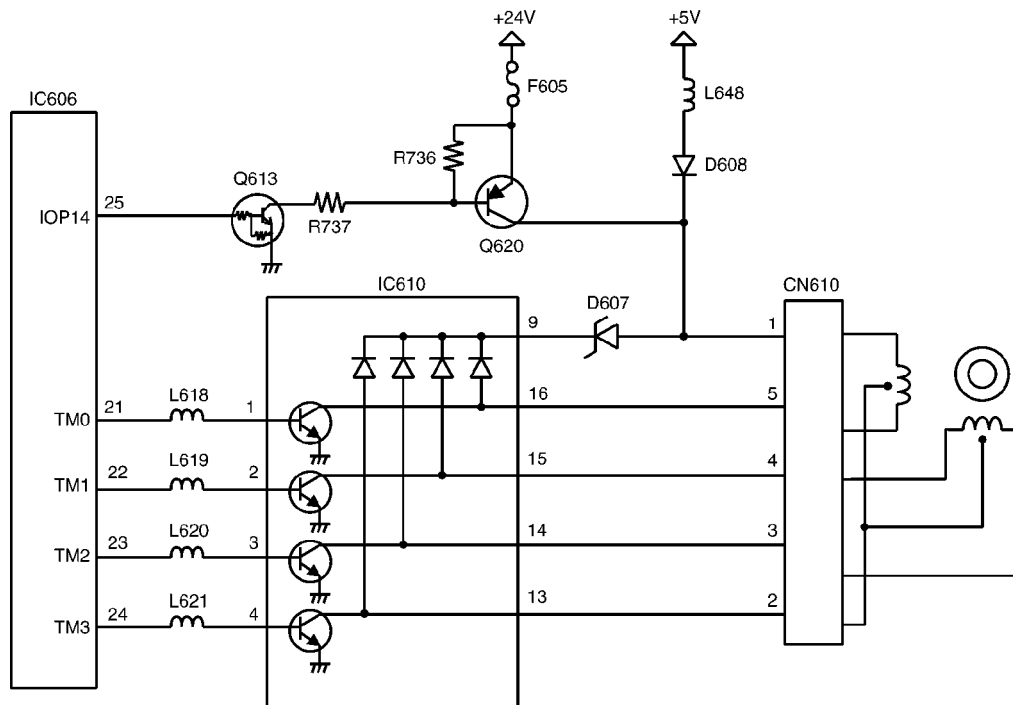 +24V
+5V
F605
L648
IC606
R736
D608
Q613
25
IOP14
R737
Q620
IC610
CN610
D607
9
1
21
L618
1
16
5
TM0
22
L619
2
15
4
TM1
23
L620
3
14
3
TM2
24
L621
4
13
2
TM3